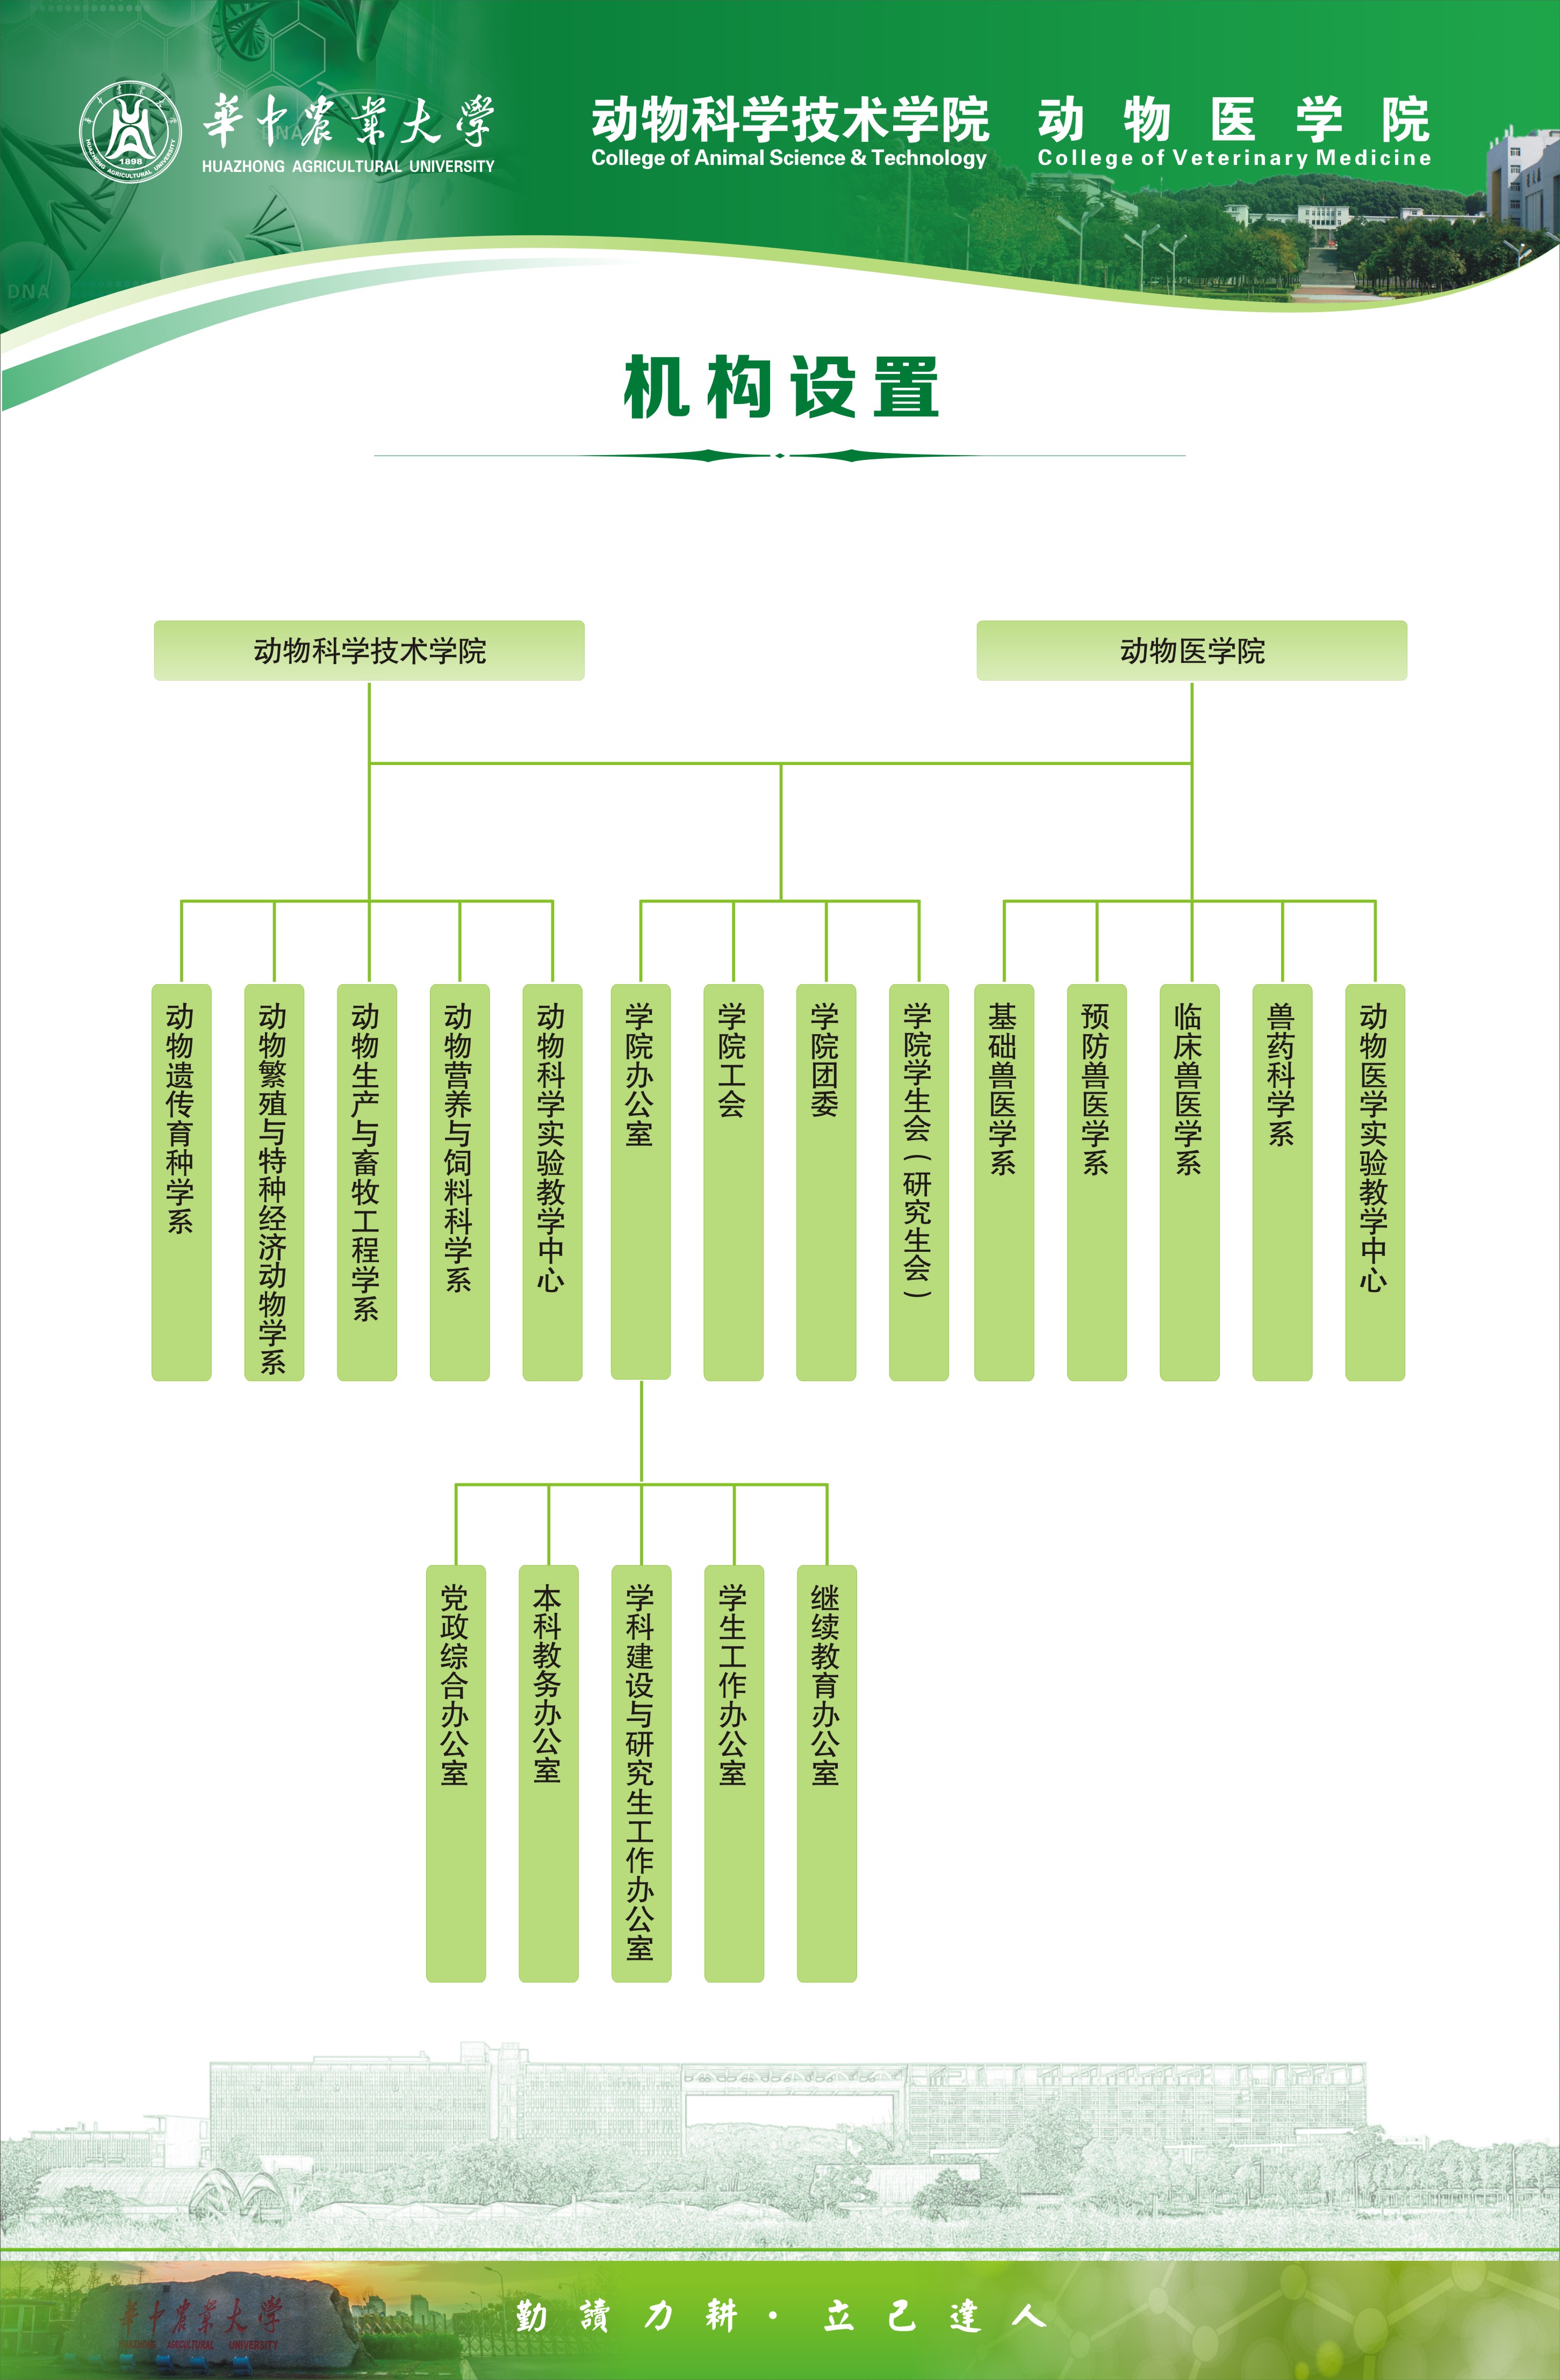 華中農業大學
HUAZHONG AGRICULTURAL UNIVERSITY
1898
HUAZHONG AGRICULTURAL UNIVERSITY
动物科学技术学院
College of Animal Science & Technology
动物医学院
College of Veterinary Medicine
DNA
DNA
机构设置
动物科学技术学院
动物医学院
动物遗传育种学系
动物繁殖与特种经济动物学系
动物生产与畜牧工程学系
动物营养与饲料科学系
动物科学实验教学中心
学院办公室
学院工会
学院团委
学院学生会（研究生会）
基础兽医学系
预防兽医学系
临床兽医学系
兽药科学系
动物医学实验教学中心
党政综合办公室
本科教务办公室
学科建设与研究生工作办公室
学生工作办公室
继续教育办公室
華中農業大學
HUAZHONG AGRICULTURAL UNIVERSITY
勤讀力耕·立己達人